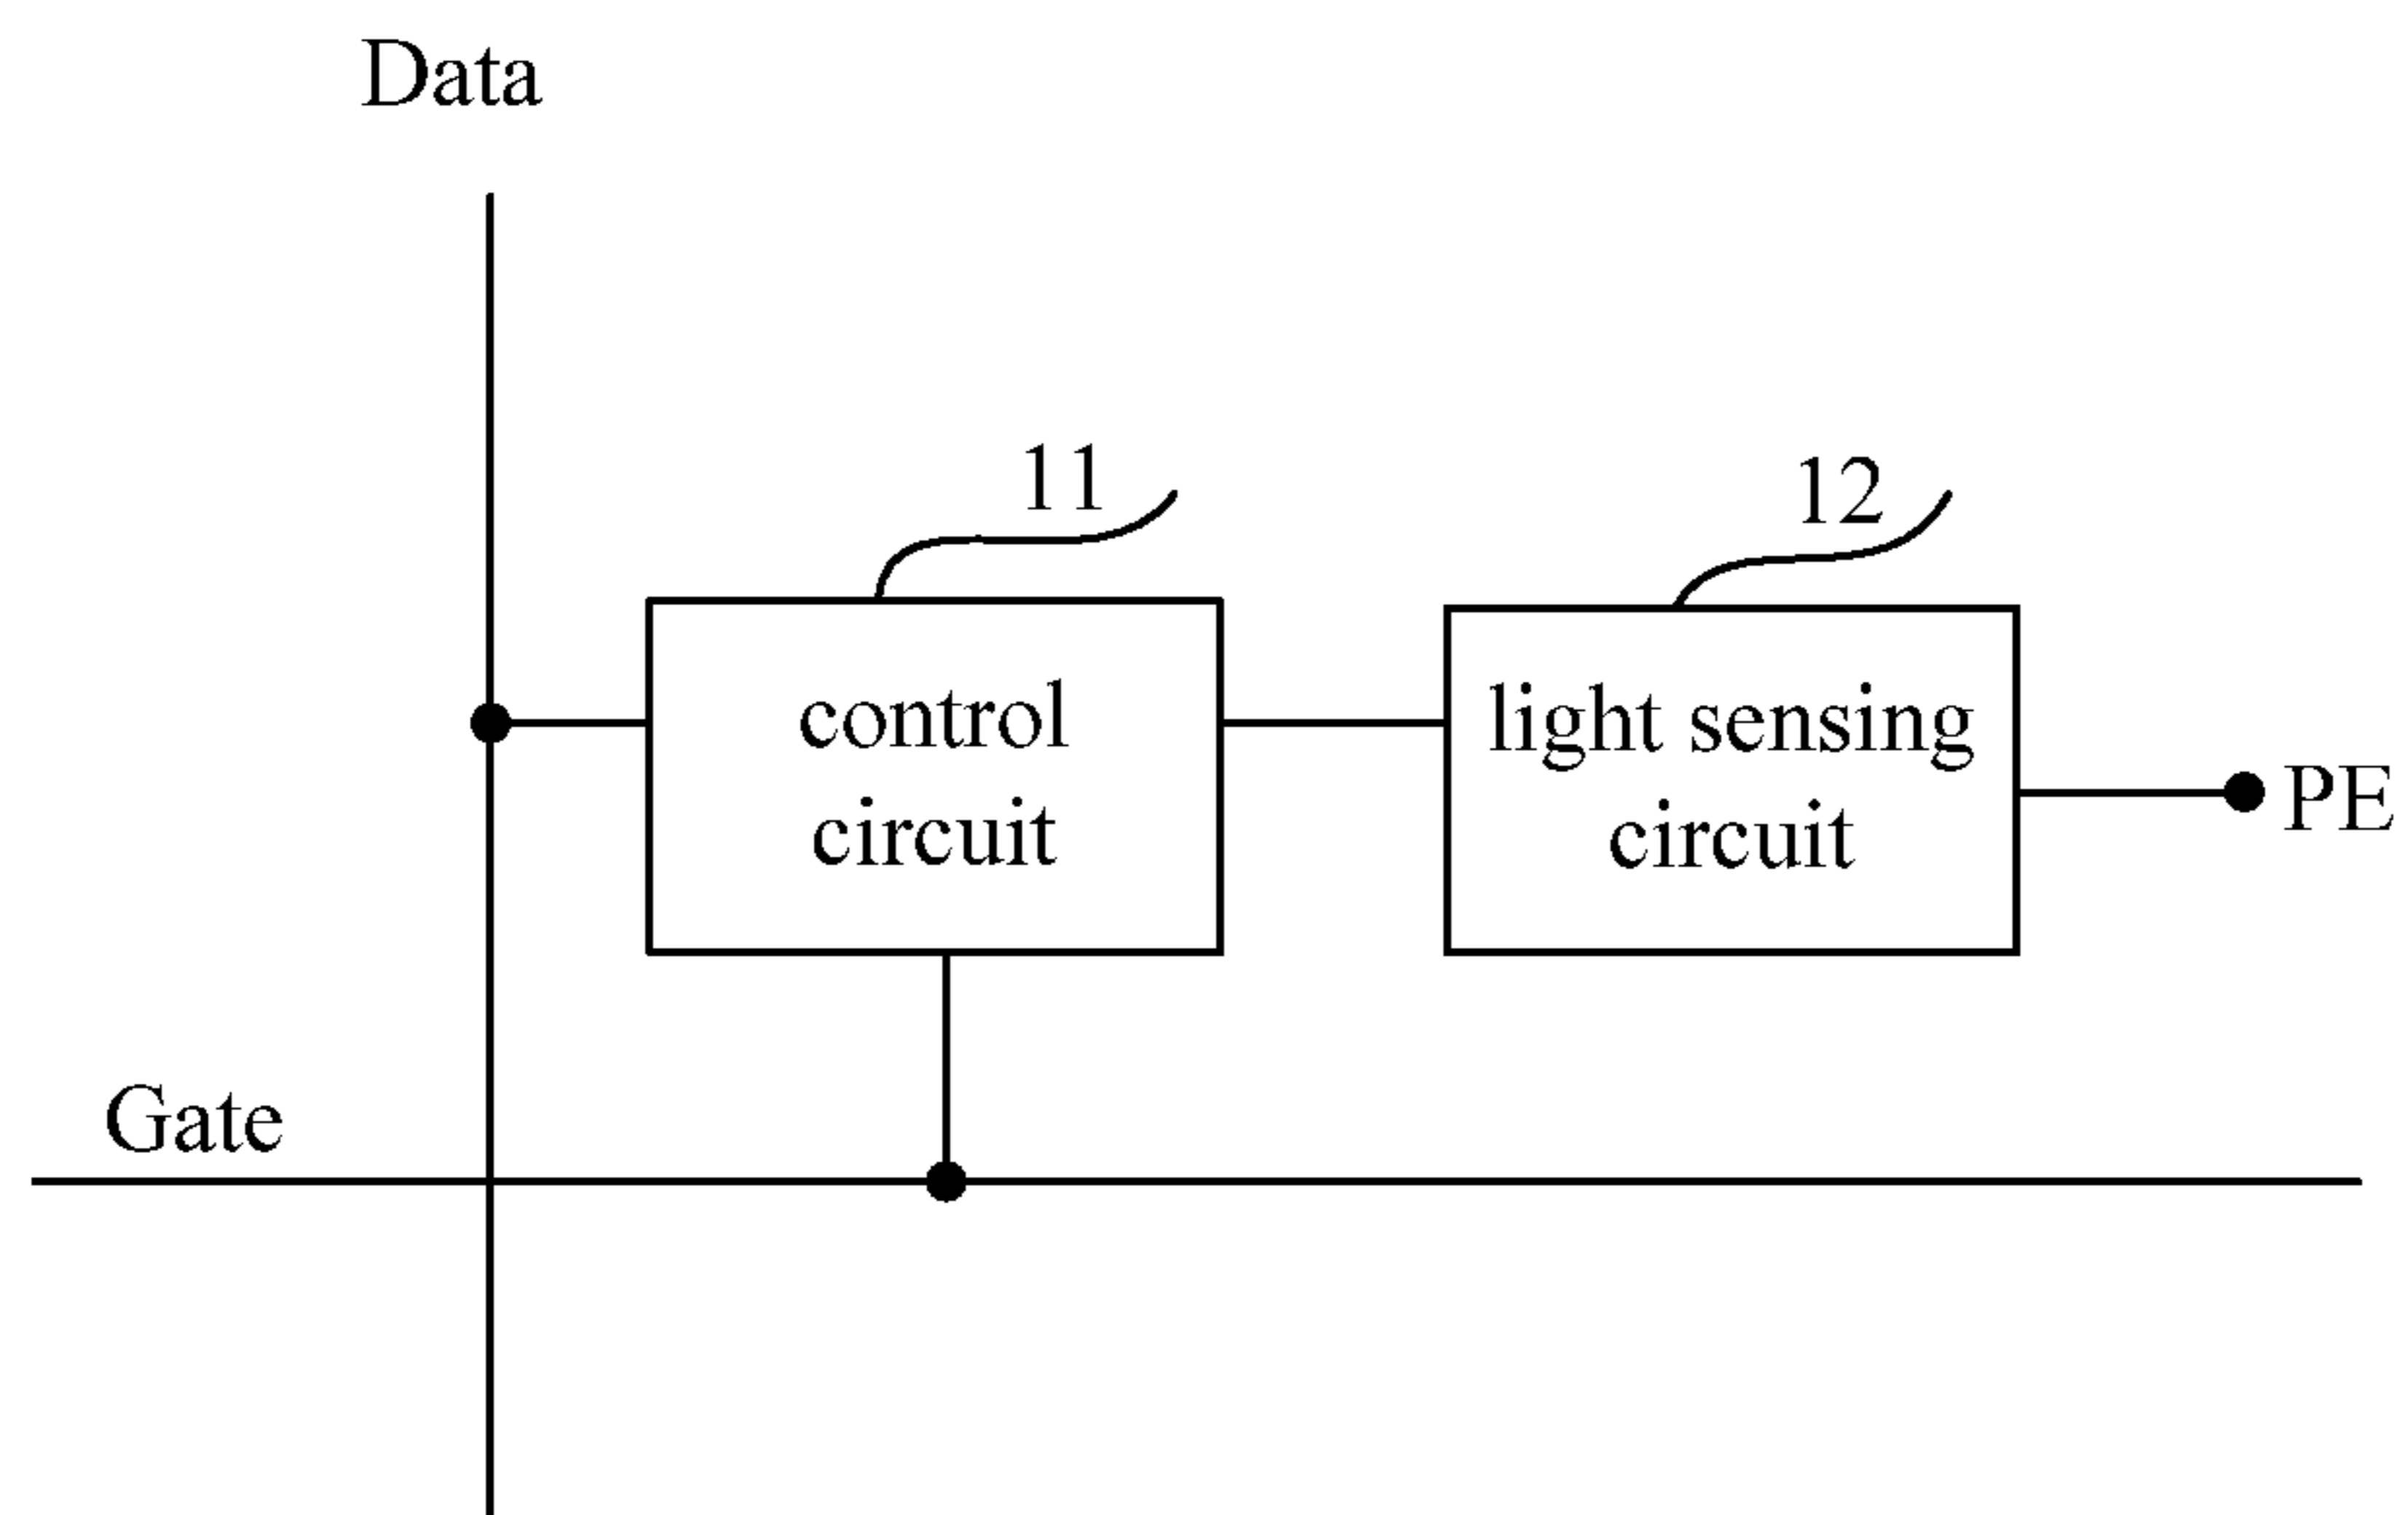 Data
11
12
control
circuit
light sensing
circuit
PE
Gate